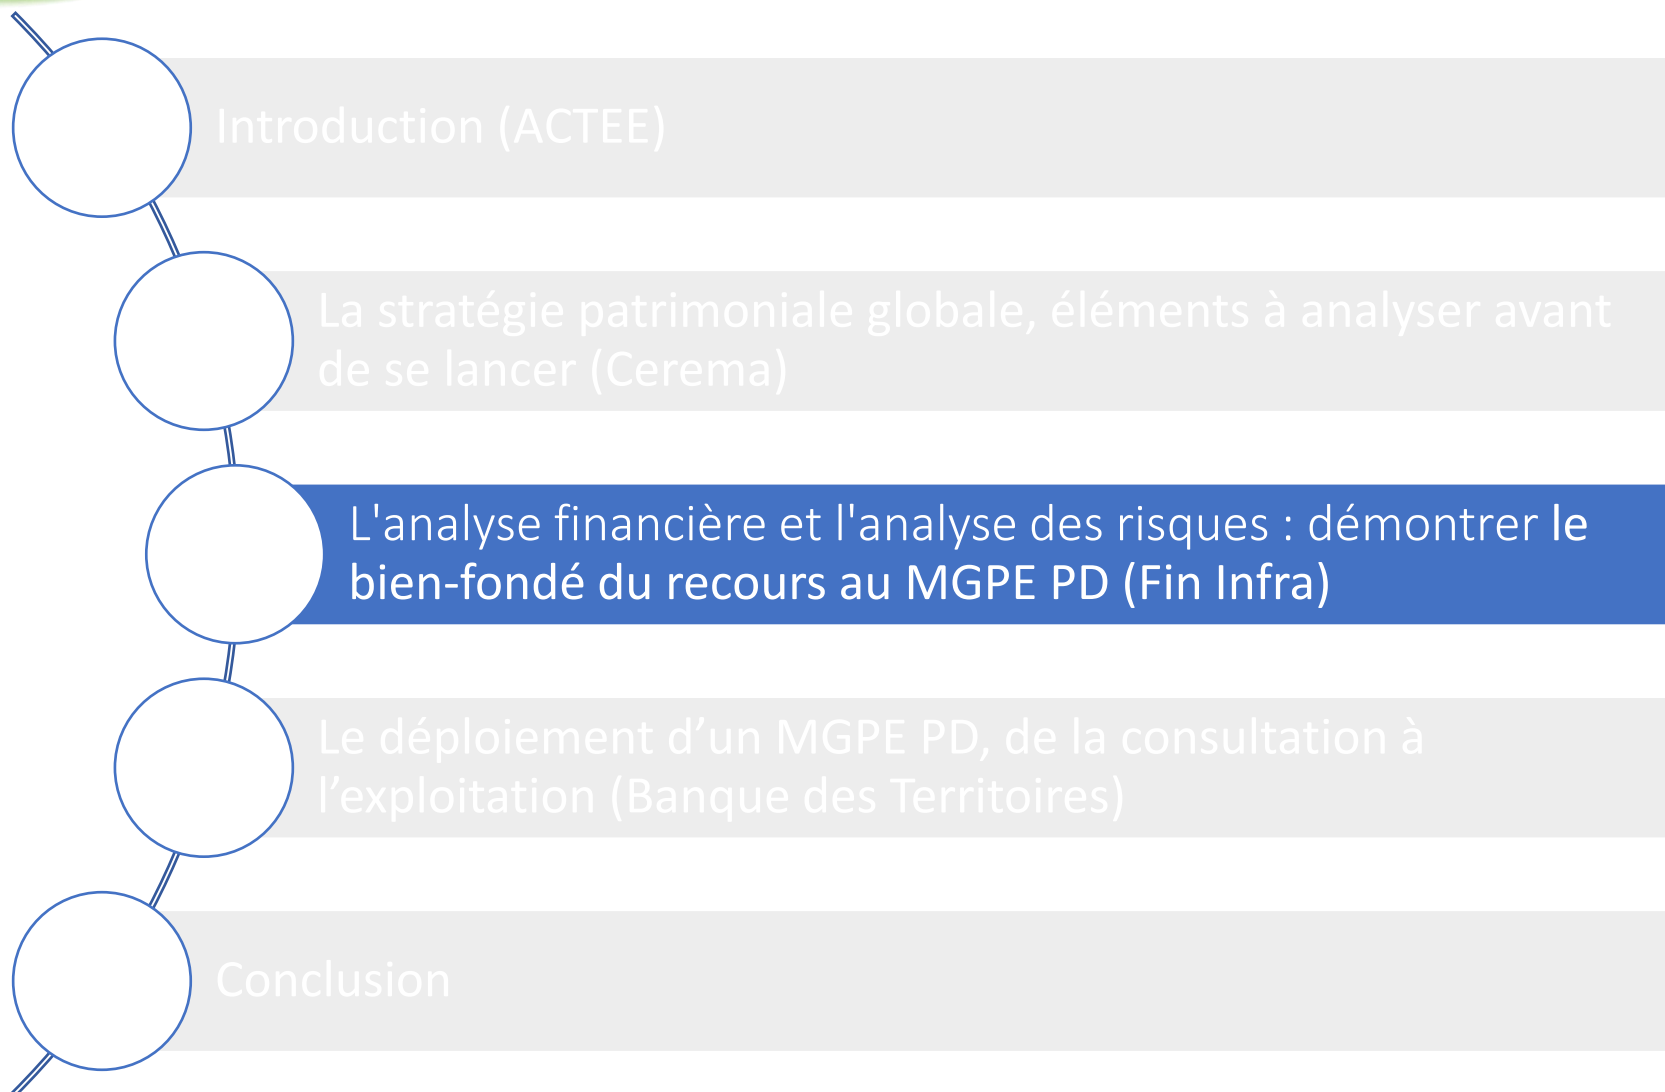 Introduction (ACTEE)
La stratégie patrimoniale globale, éléments à analyser avant
de se lancer (Cerema)
L'analyse financière et l'analyse des risques : démontrer le
bien-fondé du recours au MGPE PD (Fin Infra)
Le déploiement d’un MGPE PD, de la consultation à
l’exploitation (Banque des Territoires)
Conclusion